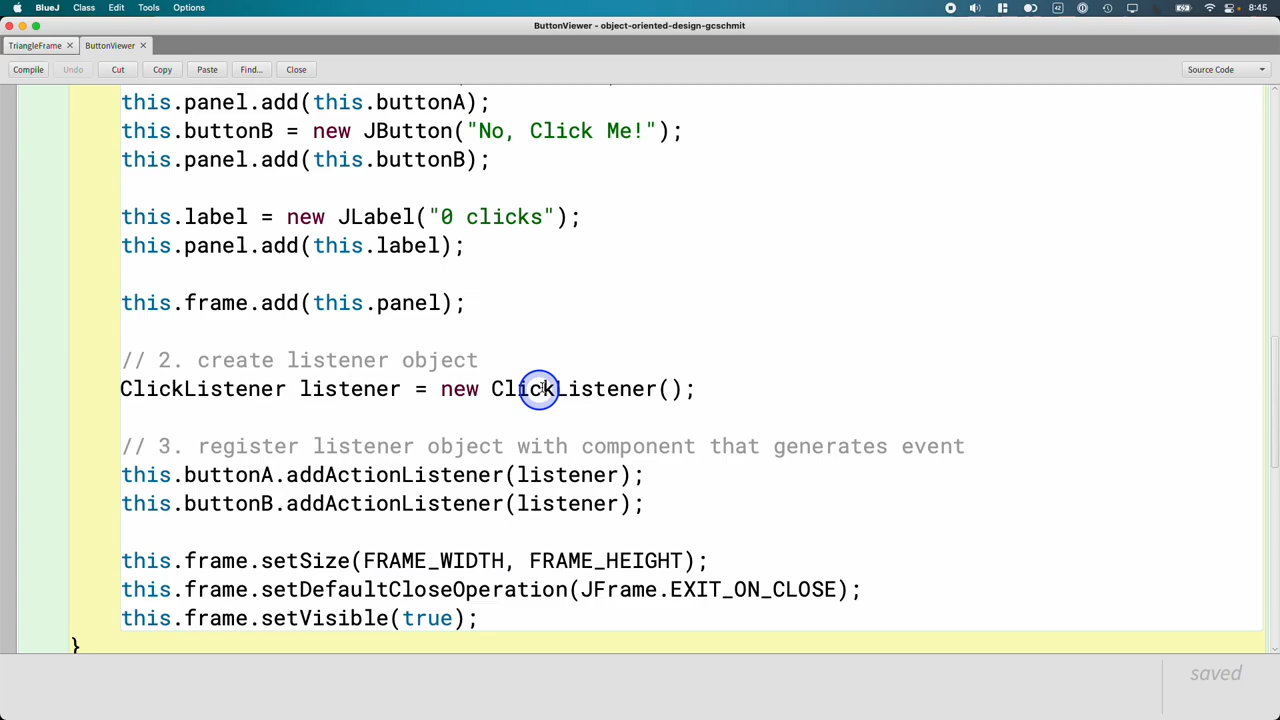 BlueJ Class Edit Tools Options 8:45
ButtonViewer - object-oriented-design-gcschmit
TriangleFrame ✕ ButtonViewer ✕
Compile Undo Cut Copy Paste Find... Close Source Code
this.panel.add(this.buttonA);
this.buttonB = new JButton("No, Click Me!");
this.panel.add(this.buttonB);
this.label = new JLabel("0 clicks");
this.panel.add(this.label);
this.frame.add(this.panel);
// 2. create listener object
ClickListener listener = new ClickListener();
// 3. register listener object with component that generates event
this.buttonA.addActionListener(listener);
this.buttonB.addActionListener(listener);
this.frame.setSize(FRAME_WIDTH, FRAME_HEIGHT);
this.frame.setDefaultCloseOperation(JFrame.EXIT_ON_CLOSE);
this.frame.setVisible(true);
}
saved